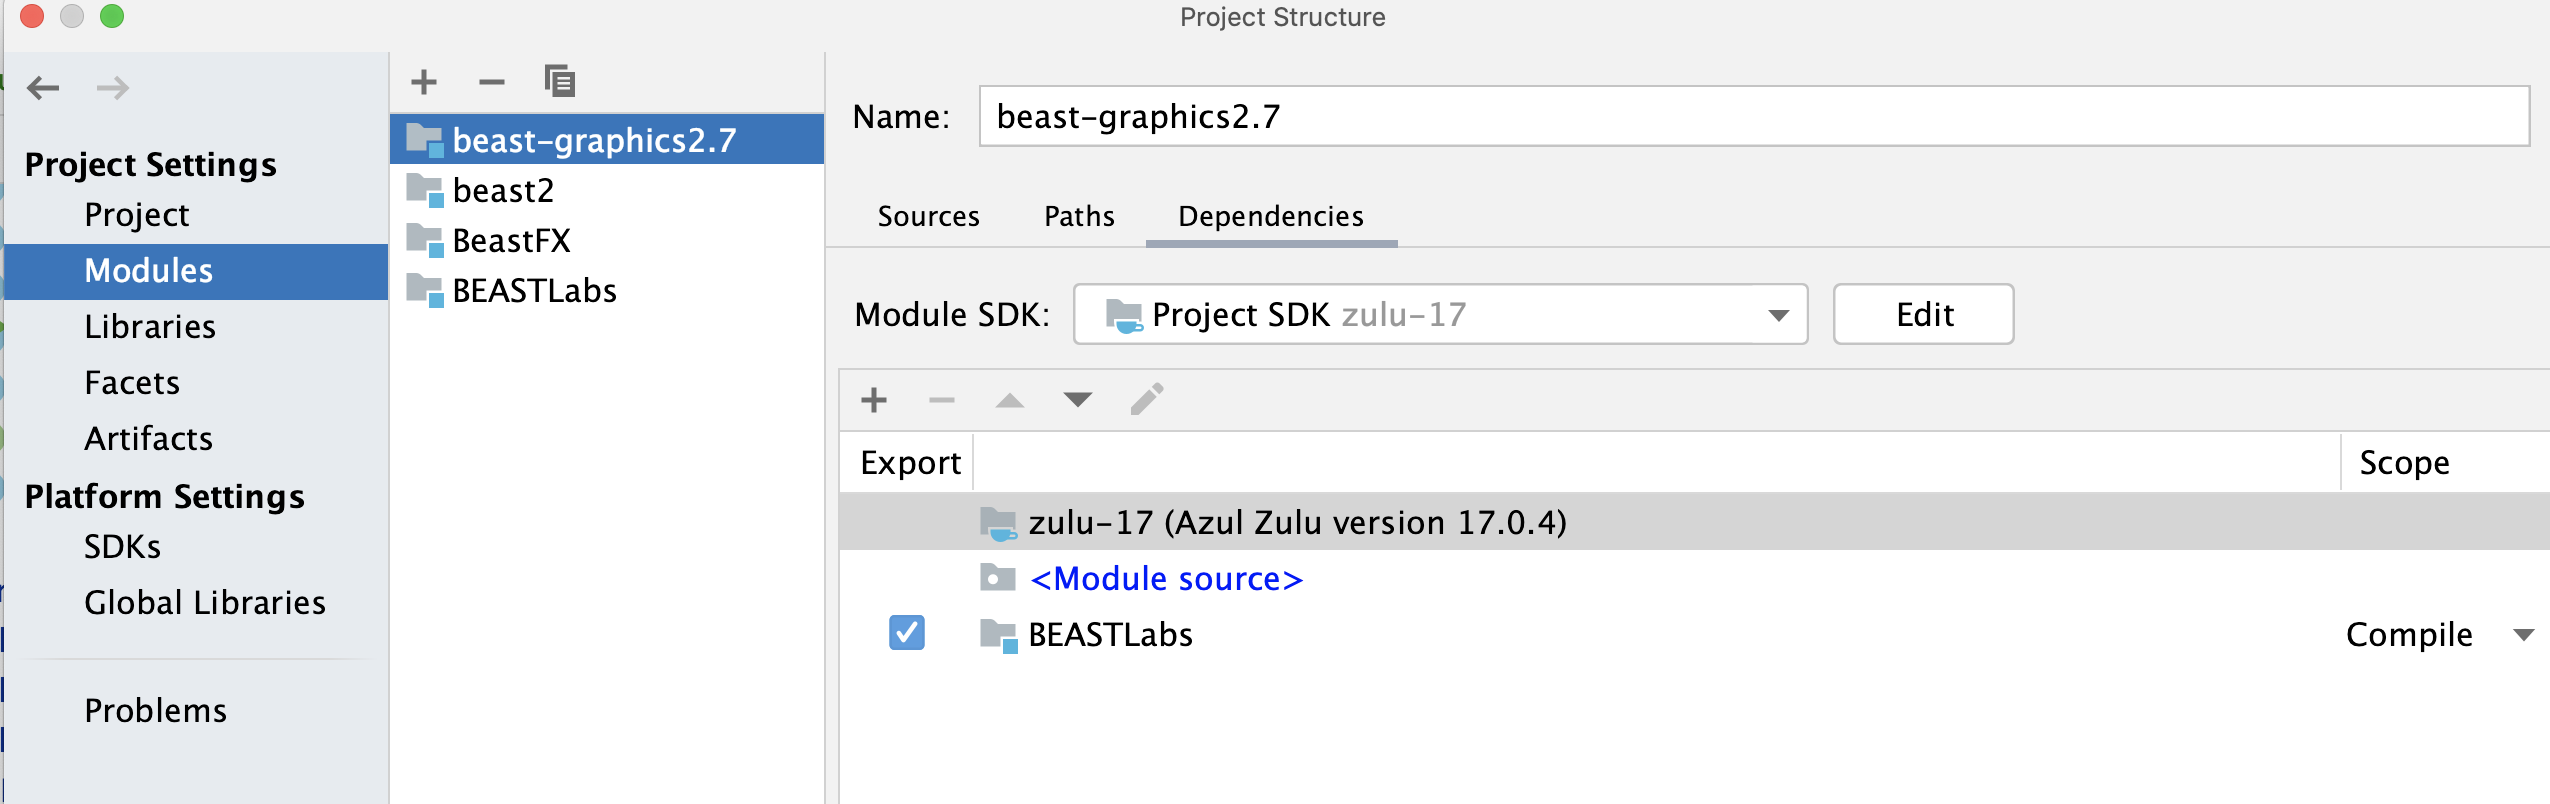 Project Structure
Project Settings
Project
Modules
Libraries
Facets
Artifacts
Platform Settings
SDKs
Global Libraries
Problems
beast-graphics2.7
beast2
BeastFX
BEASTLabs
Name: beast-graphics2.7
Sources Paths Dependencies
Module SDK: Project SDK zulu-17 Edit
Export Scope
zulu-17 (Azul Zulu version 17.0.4)
<Module source>
BEASTLabs Compile